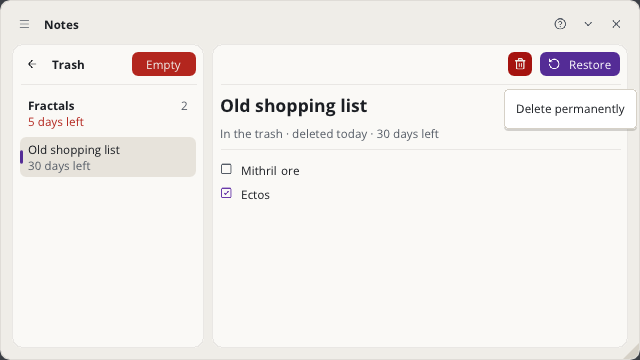 Notes
Trash
Empty
Fractals 2
5 days left
Old shopping list
30 days left
Restore
Delete permanently
Old shopping list
In the trash · deleted today · 30 days left
Mithril ore
Ectos